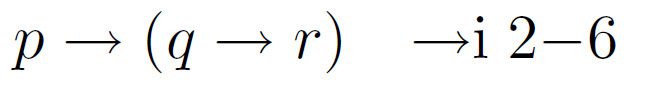 p → (q → r) →i 2−6